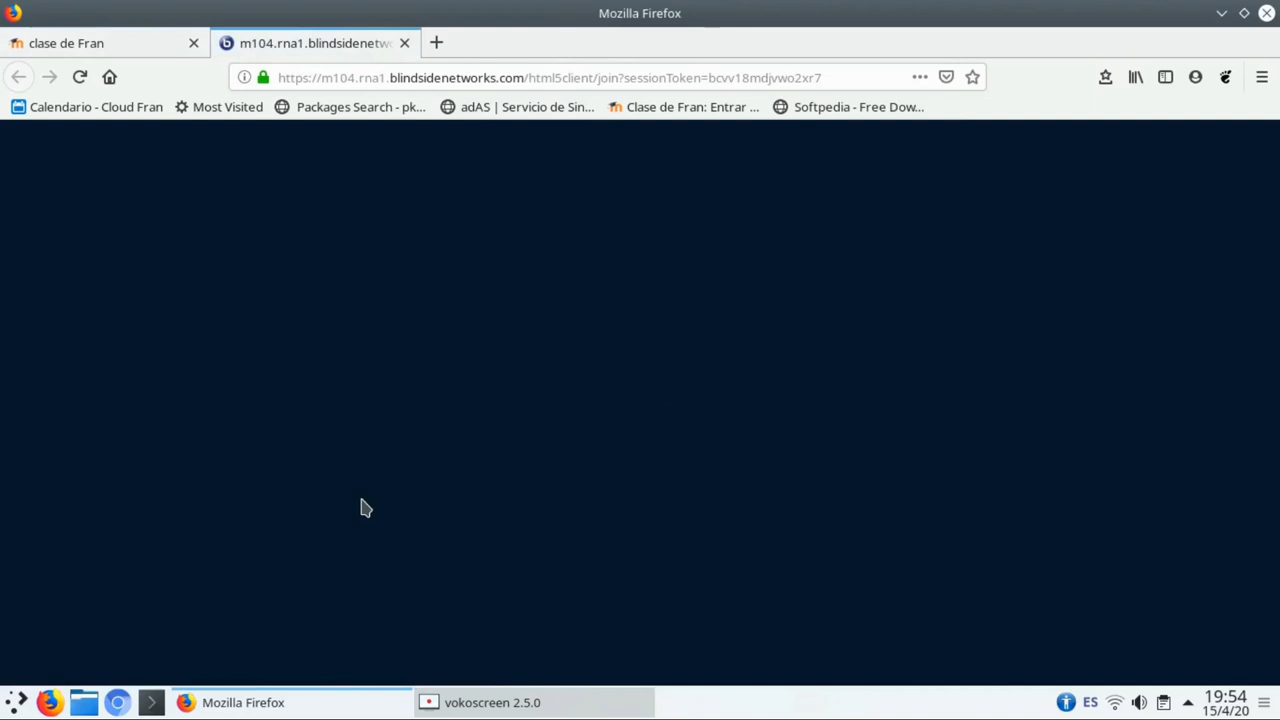 Mozilla Firefox
clase de Fran
m104.rna1.blindsidenetw
https://m104.rna1.blindsidenetworks.com/html5client/join?sessionToken=bcvv18mdjvwo2xr7
Calendario - Cloud Fran Most Visited Packages Search - pk... adAS | Servicio de Sin... Clase de Fran: Entrar ... Softpedia - Free Dow...
Mozilla Firefox
vokoscreen 2.5.0
ES
19:54
15/4/20